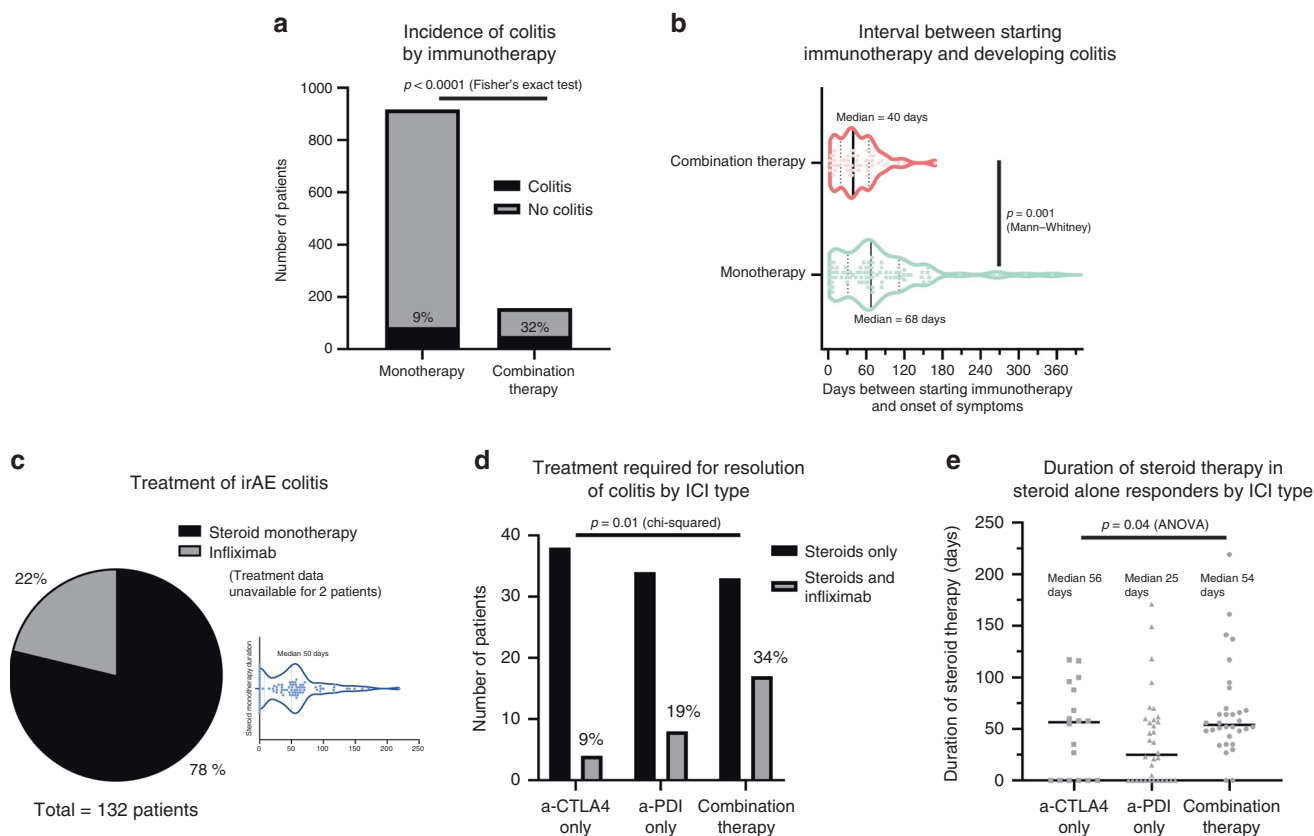 a
Incidence of colitis
by immunotherapy
p < 0.0001 (Fisher's exact test)
1000
800
600
400
200
0
Number of patients
Colitis
No colitis
9%
32%
Monotherapy
Combination
therapy
b
Interval between starting
immunotherapy and developing colitis
Median = 40 days
Combination therapy
p = 0.001
(Mann–Whitney)
Monotherapy
Median = 68 days
0 60 120 180 240 300 360
Days between starting immunotherapy
and onset of symptoms
c
Treatment of irAE colitis
Steroid monotherapy
Infliximab
22%
(Treatment data
unavailable for 2 patients)
Steroid monotherapy duration
Median 50 days
0 50 100 150 200 250
78 %
Total = 132 patients
d
Treatment required for resolution
of colitis by ICI type
p = 0.01 (chi-squared)
40
30
20
10
0
Number of patients
Steroids only
Steroids and
infliximab
9%
19%
34%
a-CTLA4
only
a-PDI
only
Combination
therapy
e
Duration of steroid therapy in
steroid alone responders by ICI type
p = 0.04 (ANOVA)
250
200
150
100
50
0
Duration of steroid therapy (days)
Median 56
days
Median 25
days
Median 54
days
a-CTLA4
only
a-PDI
only
Combination
therapy